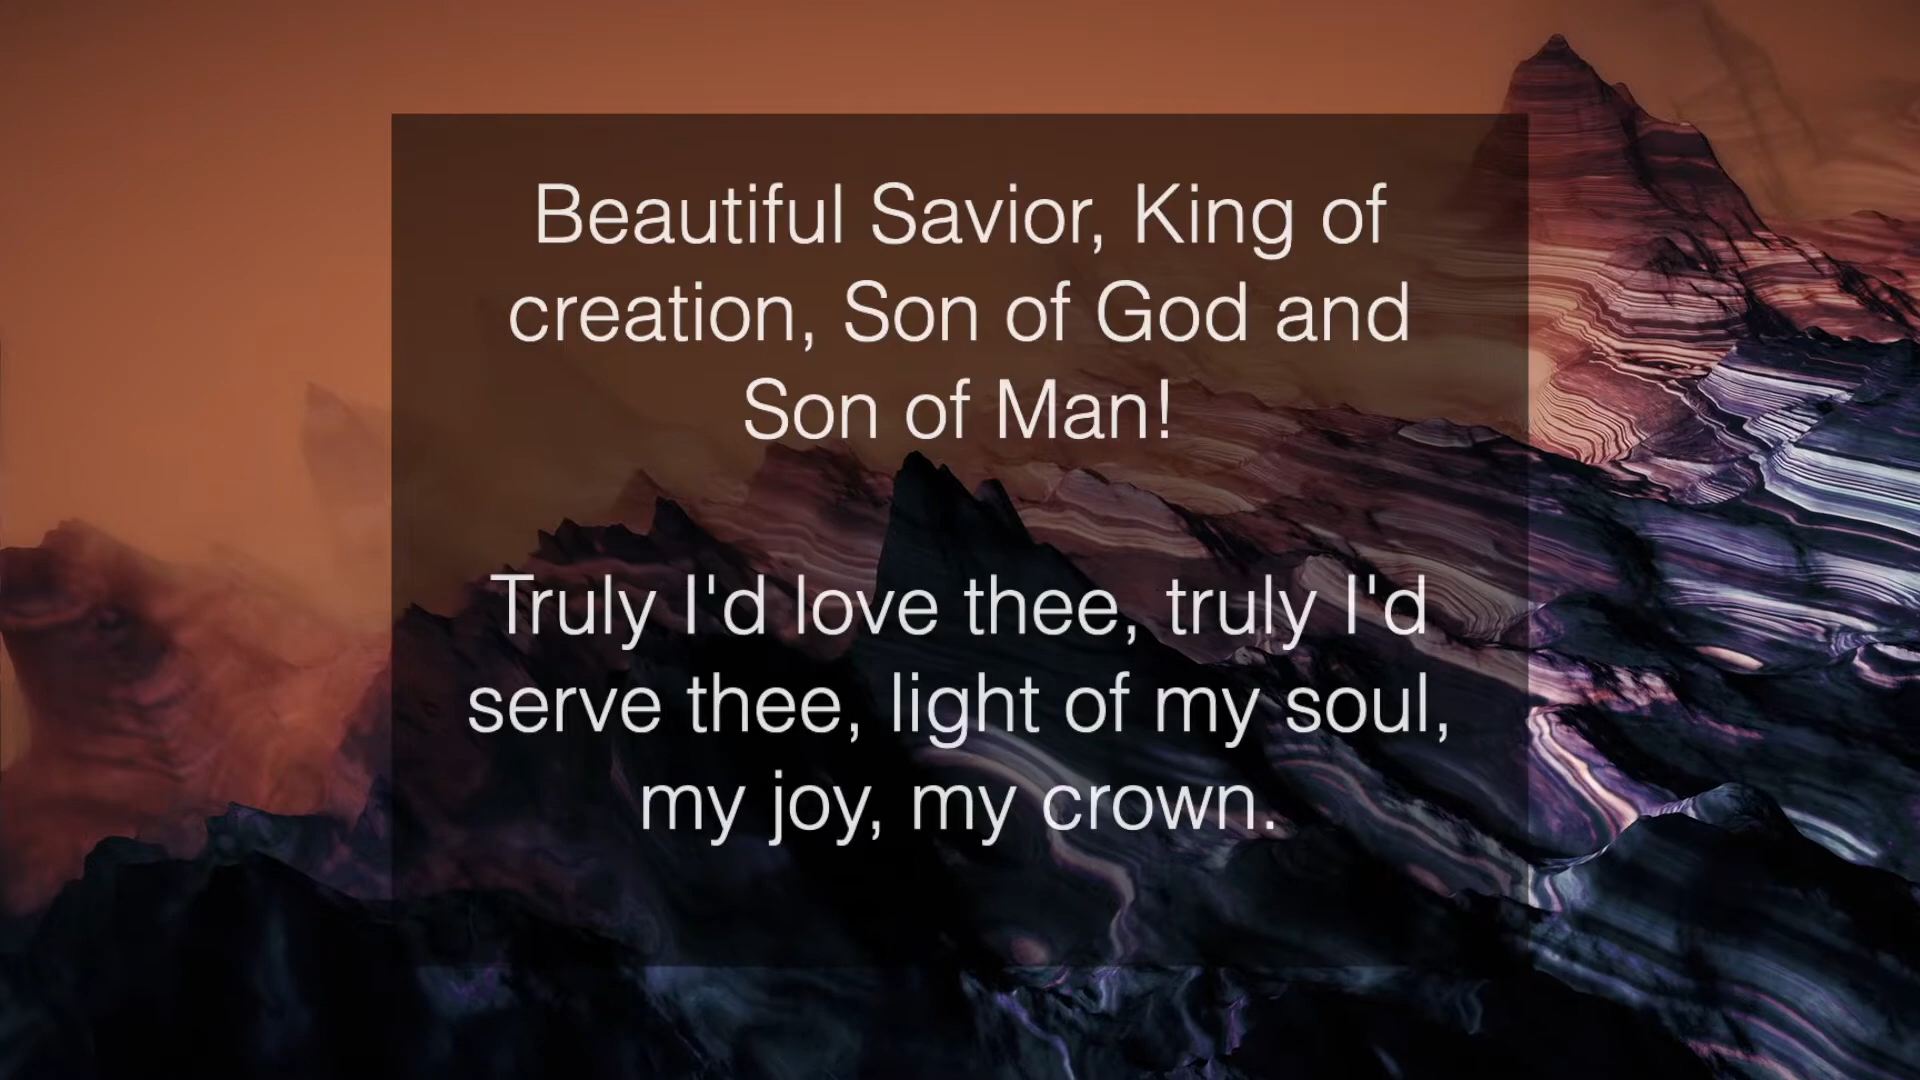 Beautiful Savior, King of
creation, Son of God and
Son of Man!
Truly I'd love thee, truly I'd
serve thee, light of my soul,
my joy, my crown.